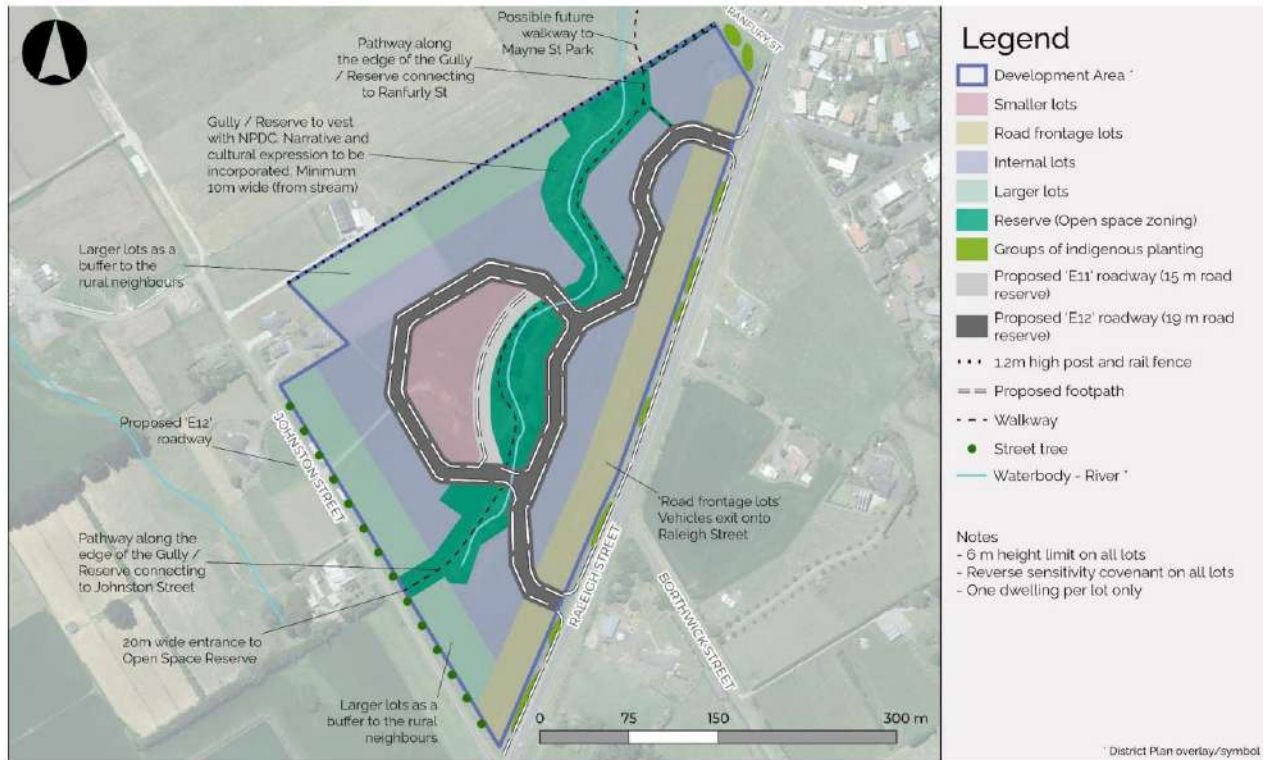 Possible future
walkway to
Mayne St Park
RANFURY ST
Pathway along
the edge of the Gully
/ Reserve connecting
to Ranfurly St
Gully / Reserve to vest
with NPDC. Narrative and
cultural expression to be
incorporated. Minimum
10m wide (from stream)
Larger lots as a
buffer to the
rural neighbours
Proposed 'E12'
roadway
JOHNSTON STREET
Pathway along the
edge of the Gully /
Reserve connecting
to Johnston Street
20m wide entrance to
Open Space Reserve
Larger lots as a
buffer to the rural
neighbours
'Road frontage lots'
Vehicles exit onto
Raleigh Street
RALEIGH STREET
BORTHWICK STREET
0 75 150 300 m
Legend
Development Area *
Smaller lots
Road frontage lots
Internal lots
Larger lots
Reserve (Open space zoning)
Groups of indigenous planting
Proposed 'E11' roadway (15 m road
reserve)
Proposed 'E12' roadway (19 m road
reserve)
1.2m high post and rail fence
Proposed footpath
Walkway
Street tree
Waterbody - River *
Notes
- 6 m height limit on all lots
- Reverse sensitivity covenant on all lots
- One dwelling per lot only
* District Plan overlay/symbol